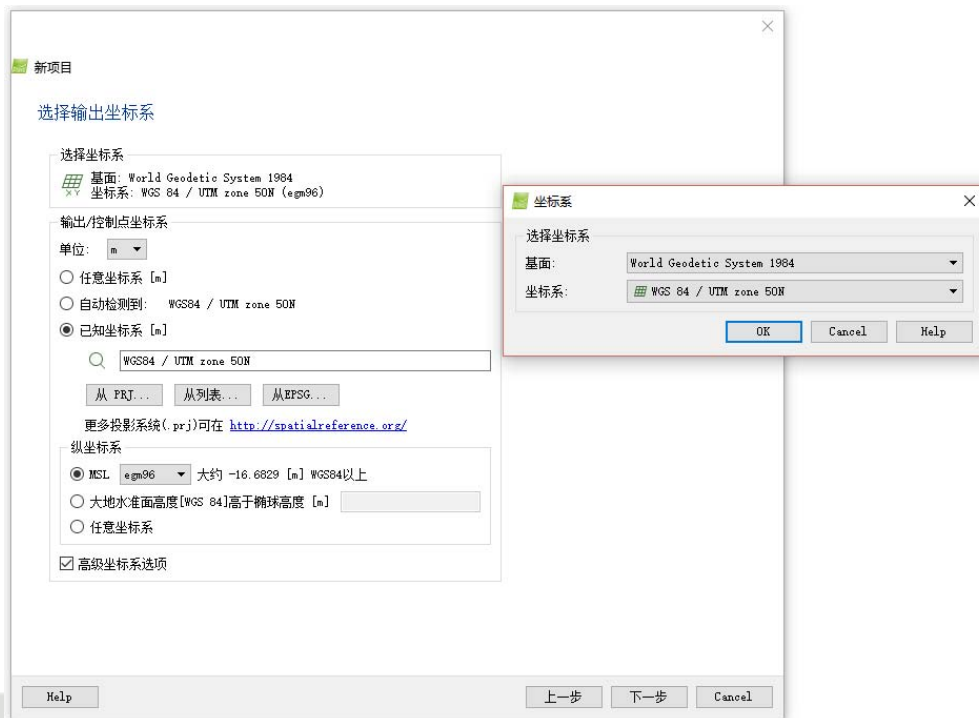 新项目
选择输出坐标系
选择坐标系
基面: World Geodetic System 1984
坐标系: WGS 84 / UTM zone 50N (egm96)
输出/控制点坐标系
单位: m
任意坐标系 [m]
自动检测到: WGS84 / UTM zone 50N
已知坐标系 [m]
WGS84 / UTM zone 50N
从 PRJ... 从列表... 从EPSG...
更多投影系统(.prj)可在 http://spatialreference.org/
纵坐标系
MSL egm96 大约 -16.6829 [m] WGS84以上
大地水准面高度[WGS 84]高于椭球高度 [m]
任意坐标系
高级坐标系选项
Help 上一步 下一步 Cancel
坐标系
选择坐标系
基面: World Geodetic System 1984
坐标系: WGS 84 / UTM zone 50N
OK Cancel Help